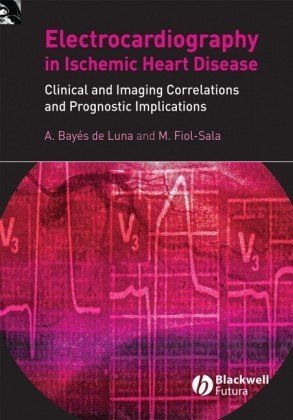 Electrocardiography
in Ischemic Heart Disease
Clinical and Imaging Correlations
and Prognostic Implications
A. Bayés de Luna and M. Fiol-Sala
V3
V3
V3
Blackwell
Futura